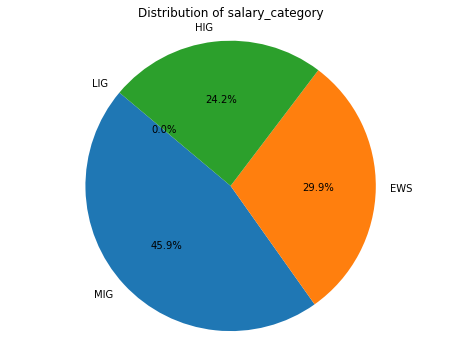 Distribution of salary_category
HIG
LIG
24.2%
0.0%
29.9%
EWS
45.9%
MIG